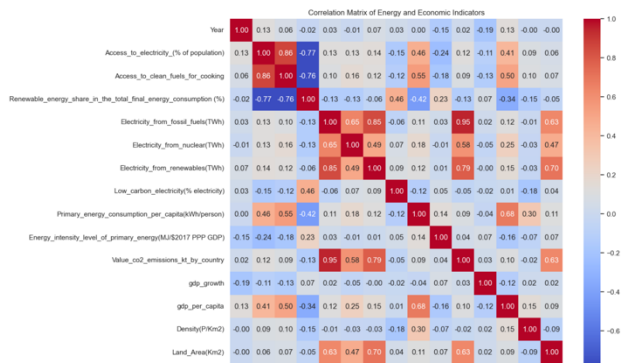 Correlation Matrix of Energy and Economic Indicators
Year 1.00 0.13 0.06 -0.02 0.03 -0.01 0.07 0.03 0.00 -0.15 0.02 -0.19 0.13 -0.00 -0.00
1.0
Access_to_electricity_(% of population) 0.13 1.00 0.86 -0.77 0.13 0.13 0.14 -0.15 0.46 -0.24 0.12 -0.11 0.41 0.09 0.06
0.8
Access_to_clean_fuels_for_cooking 0.06 0.86 1.00 -0.76 0.10 0.16 0.12 -0.12 0.55 -0.18 0.09 -0.13 0.50 0.10 0.07
Renewable_energy_share_in_the_total_final_energy_consumption (%) -0.02 -0.77 -0.76 1.00 -0.13 -0.13 -0.06 0.46 -0.42 0.23 -0.13 0.07 -0.34 -0.15 -0.05
0.6
Electricity_from_fossil_fuels(TWh) 0.03 0.13 0.10 -0.13 1.00 0.65 0.85 -0.06 0.11 0.03 0.95 0.02 0.12 -0.01 0.63
Electricity_from_nuclear(TWh) -0.01 0.13 0.16 -0.13 0.65 1.00 0.49 0.07 0.18 -0.01 0.58 -0.05 0.25 -0.03 0.47
0.4
Electricity_from_renewables(TWh) 0.07 0.14 0.12 -0.06 0.85 0.49 1.00 0.09 0.12 0.01 0.79 -0.00 0.15 -0.03 0.70
0.2
Low_carbon_electricity(% electricity) 0.03 -0.15 -0.12 0.46 -0.06 0.07 0.09 1.00 -0.12 0.05 -0.05 -0.02 0.01 -0.18 0.04
Primary_energy_consumption_per_capita(kWh/person) 0.00 0.46 0.55 -0.42 0.11 0.18 0.12 -0.12 1.00 0.14 0.09 -0.04 0.68 0.30 0.11
0.0
Energy_intensity_level_of_primary_energy(MJ/$2017 PPP GDP) -0.15 -0.24 -0.18 0.23 0.03 -0.01 0.01 0.05 0.14 1.00 0.04 0.07 -0.16 -0.07 0.07
-0.2
Value_co2_emissions_kt_by_country 0.02 0.12 0.09 -0.13 0.95 0.58 0.79 -0.05 0.09 0.04 1.00 0.03 0.10 -0.02 0.63
gdp_growth -0.19 -0.11 -0.13 0.07 0.02 -0.05 -0.00 -0.02 -0.04 0.07 0.03 1.00 -0.12 0.02 0.02
-0.4
gdp_per_capita 0.13 0.41 0.50 -0.34 0.12 0.25 0.15 0.01 0.68 -0.16 0.10 -0.12 1.00 0.15 0.09
Density(P/Km2) -0.00 0.09 0.10 -0.15 -0.01 -0.03 -0.03 -0.18 0.30 -0.07 -0.02 0.02 0.15 1.00 -0.09
-0.6
Land_Area(Km2) -0.00 0.06 0.07 -0.05 0.63 0.47 0.70 0.04 0.11 0.07 0.63 0.02 0.09 -0.09 1.00